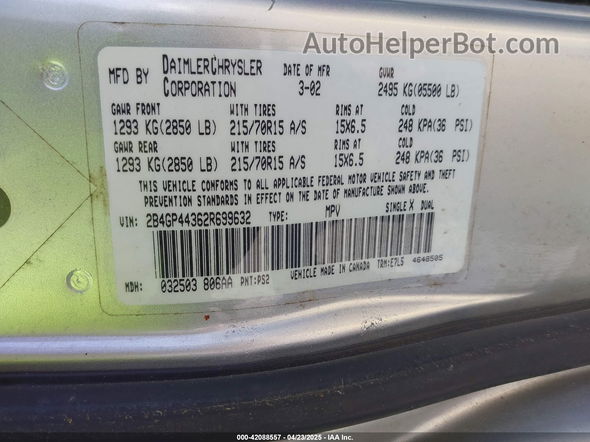 AutoHelperBot.com
MFD BY DAIMLERCHRYSLER CORPORATION DATE OF MFR 3-02 GVWR 2495 KG(05500 LB)
GAWR FRONT WITH TIRES RIMS AT COLD
1293 KG(2850 LB) 215/70R15 A/S 15X6.5 248 KPA(36 PSI)
GAWR REAR WITH TIRES RIMS AT COLD
1293 KG(2850 LB) 215/70R15 A/S 15X6.5 248 KPA(36 PSI)
THIS VEHICLE CONFORMS TO ALL APPLICABLE FEDERAL MOTOR VEHICLE SAFETY AND THEFT
PREVENTION STANDARDS IN EFFECT ON THE DATE OF MANUFACTURE SHOWN ABOVE.
VIN: 2B4GP44362R699632 TYPE: MPV SINGLE X DUAL
MDH: 032503 806AA PNT:PS2 VEHICLE MADE IN CANADA TRM:E7L5 4648505
000-42088557 - 04/23/2025 - IAA Inc.